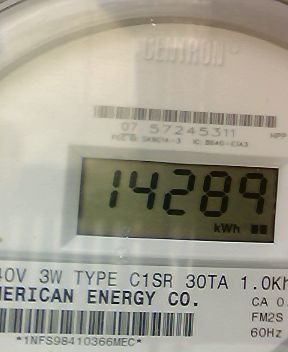 CENTRON
07 57245311
14289
kWh
40V 3W TYPE C1SR 30TA 1.0Kh
MERICAN ENERGY CO.
CA 0.
FM2S
60Hz
*1NFS98410366MEC*